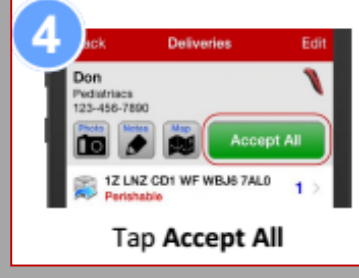 4
ack Deliveries Edit
Don
Pediatriacs
123-456-7890
Photo Notes Map Accept All
1Z LNZ CD1 WF WBJ6 7AL0 1 >
Perishable
Tap Accept All